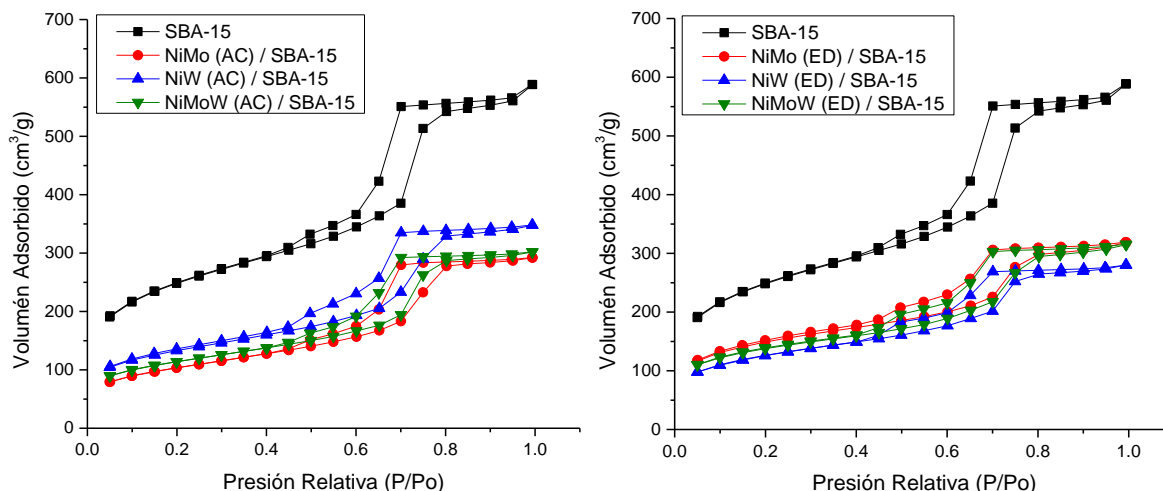 SBA-15
NiMo (AC) / SBA-15
NiW (AC) / SBA-15
NiMoW (AC) / SBA-15
700
600
500
400
300
200
100
0
Volumén Adsorbido (cm³/g)
0.0 0.2 0.4 0.6 0.8 1.0
Presión Relativa (P/Po)
SBA-15
NiMo (ED) / SBA-15
NiW (ED) / SBA-15
NiMoW (ED) / SBA-15
700
600
500
400
300
200
100
0
Volumén Adsorbido (cm³/g)
0.0 0.2 0.4 0.6 0.8 1.0
Presión Relativa (P/Po)